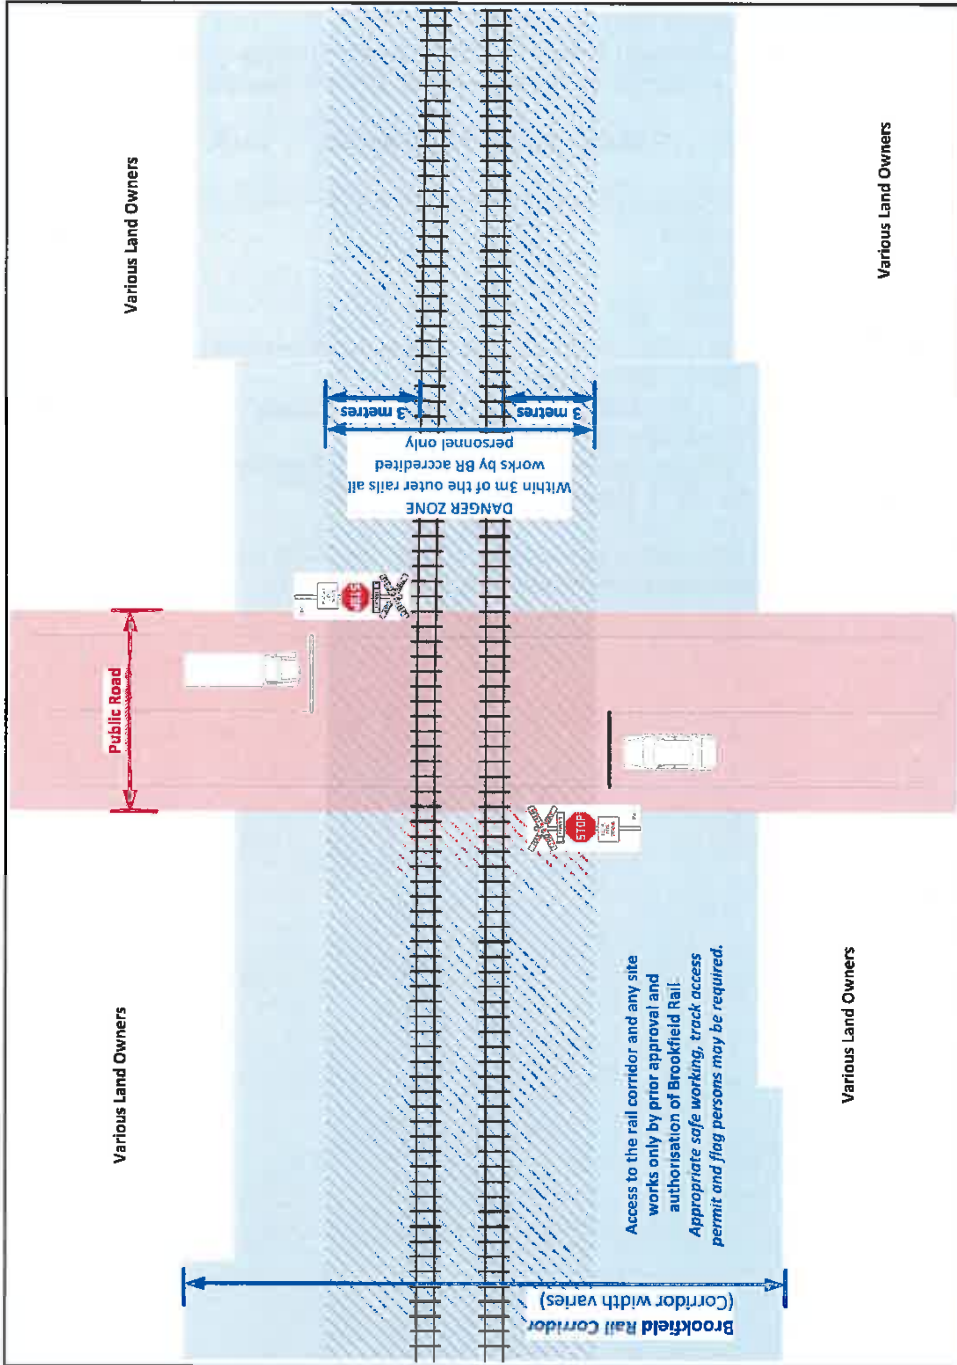 Various Land Owners
Various Land Owners
Public Road
3 metres
3 metres
DANGER ZONE
Within 3m of the outer rails all
works by BR accredited
personnel only
STOP
Access to the rail corridor and any site
works only by prior approval and
authorisation of Brookfield Rail
Appropriate safe working, track access
permit and flag persons may be required.
Brookfield Rail Corridor
(Corridor width varies)
Various Land Owners
Various Land Owners